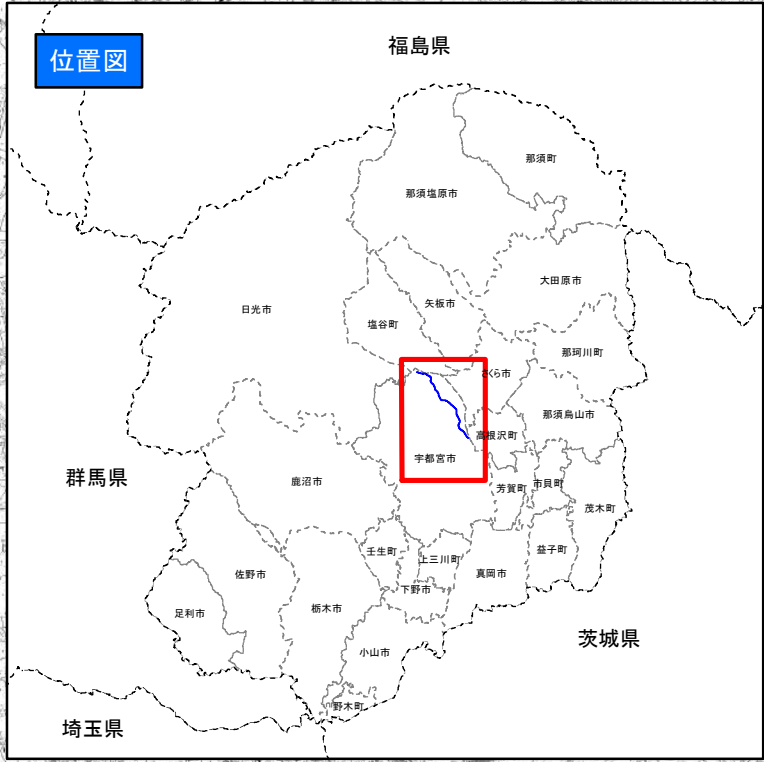 福島県
位置図
那須町
那須塩原市
大田原市
矢板市
日光市
塩谷町
那珂川町
さくら市
那須烏山市
高根沢町
宇都宮市
群馬県
鹿沼市
芳賀町
市貝町
茂木町
壬生町
上三川町
益子町
佐野市
真岡市
下野市
足利市
栃木市
茨城県
小山市
野木町
埼玉県